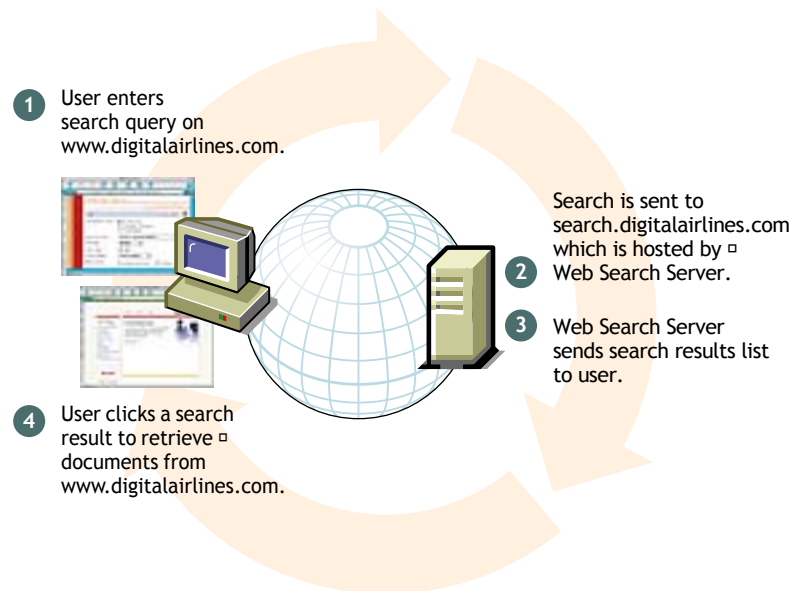 1 User enters
search query on
www.digitalairlines.com.
Search is sent to
search.digitalairlines.com
which is hosted by ▫
2 Web Search Server.
3 Web Search Server
sends search results list
to user.
4 User clicks a search
result to retrieve ▫
documents from
www.digitalairlines.com.